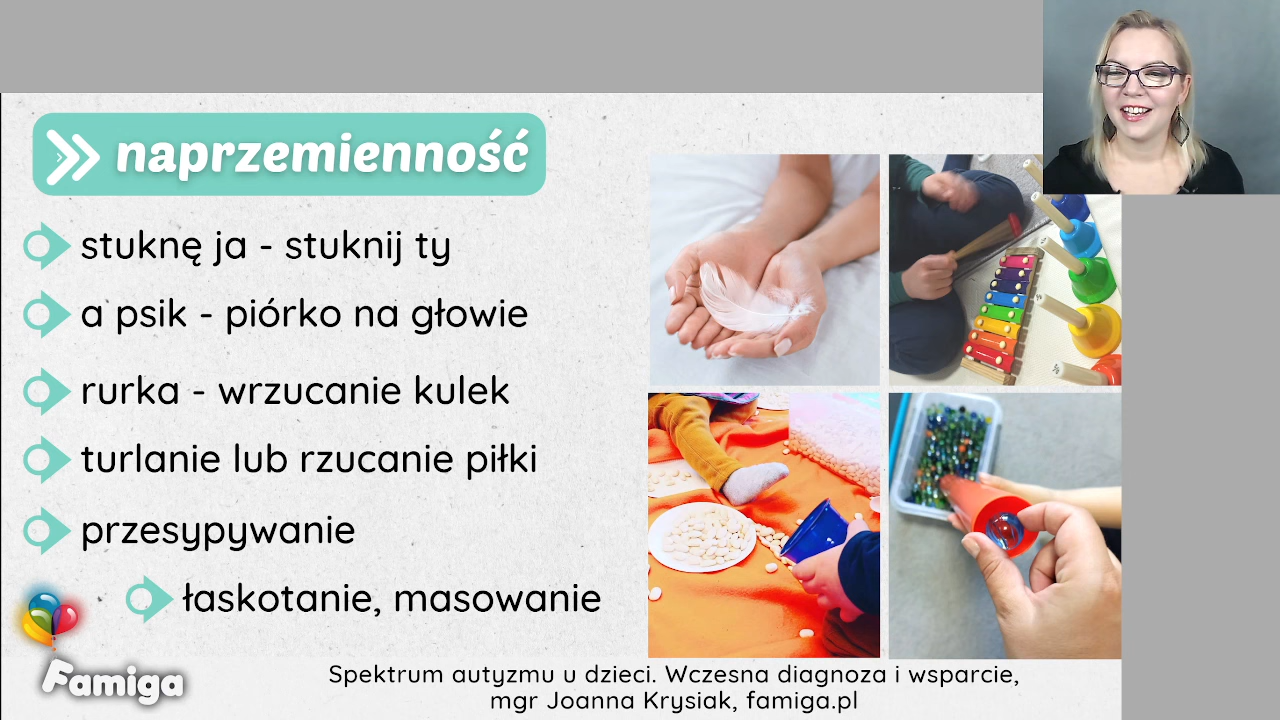 naprzemienność
stuknę ja - stuknij ty
a psik - piórko na głowie
rurka - wrzucanie kulek
turlanie lub rzucanie piłki
przesypywanie
łaskotanie, masowanie
Famiga
Spektrum autyzmu u dzieci. Wczesna diagnoza i wsparcie,
mgr Joanna Krysiak, famiga.pl